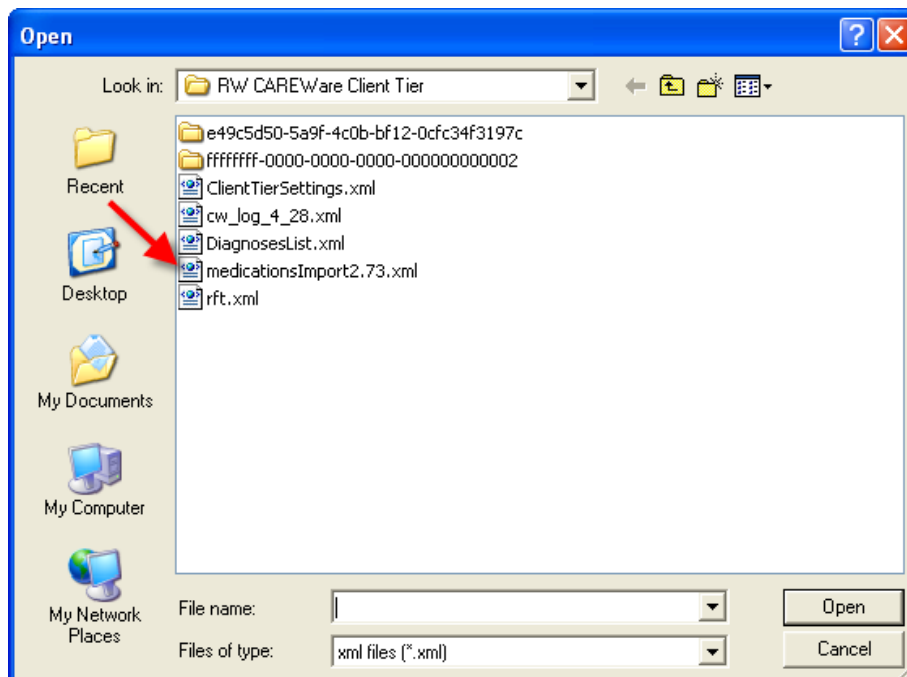 Open
Look in: RW CAREWare Client Tier
e49c5d50-5a9f-4c0b-bf12-0cfc34f3197c
ffffffff-0000-0000-0000-000000000002
ClientTierSettings.xml
cw_log_4_28.xml
DiagnosesList.xml
medicationsImport2.73.xml
rft.xml
Recent
Desktop
My Documents
My Computer
My Network
Places
File name:
Open
Files of type: xml files (*.xml)
Cancel